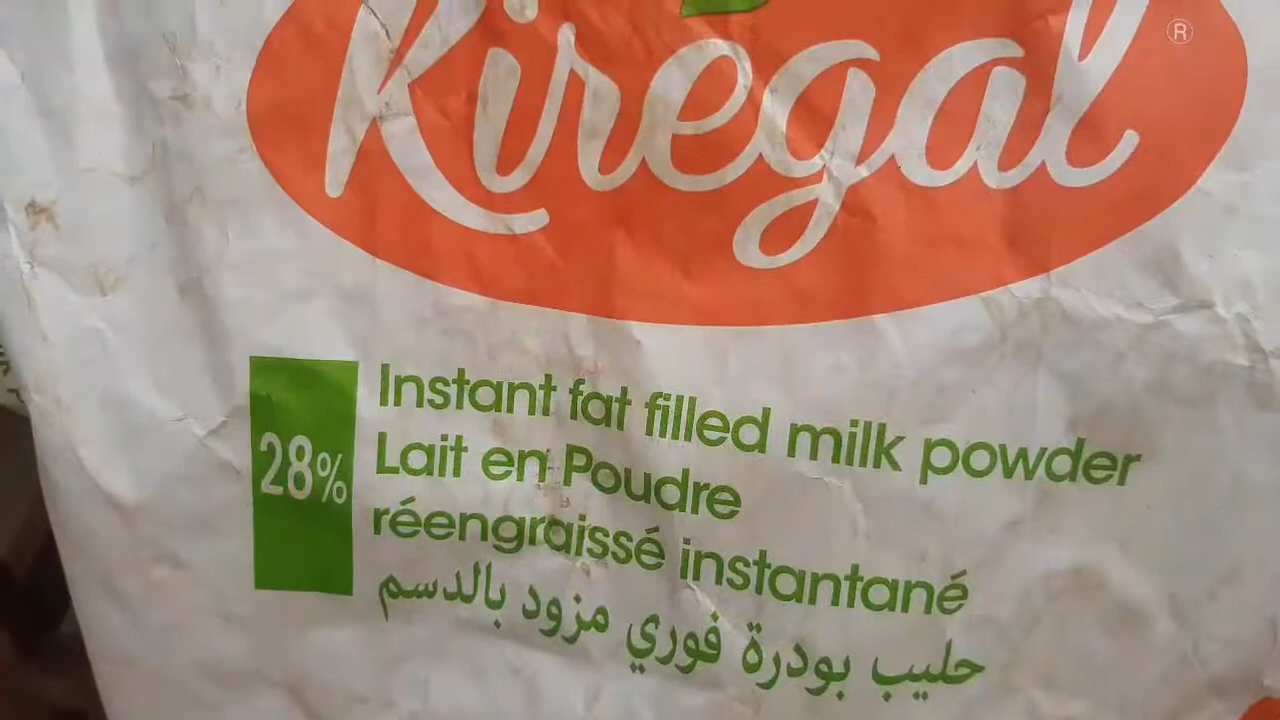 Kiregal ®
28%
Instant fat filled milk powder
Lait en Poudre
réengraissé instantané
حليب بودرة فوري مزود بالدسم